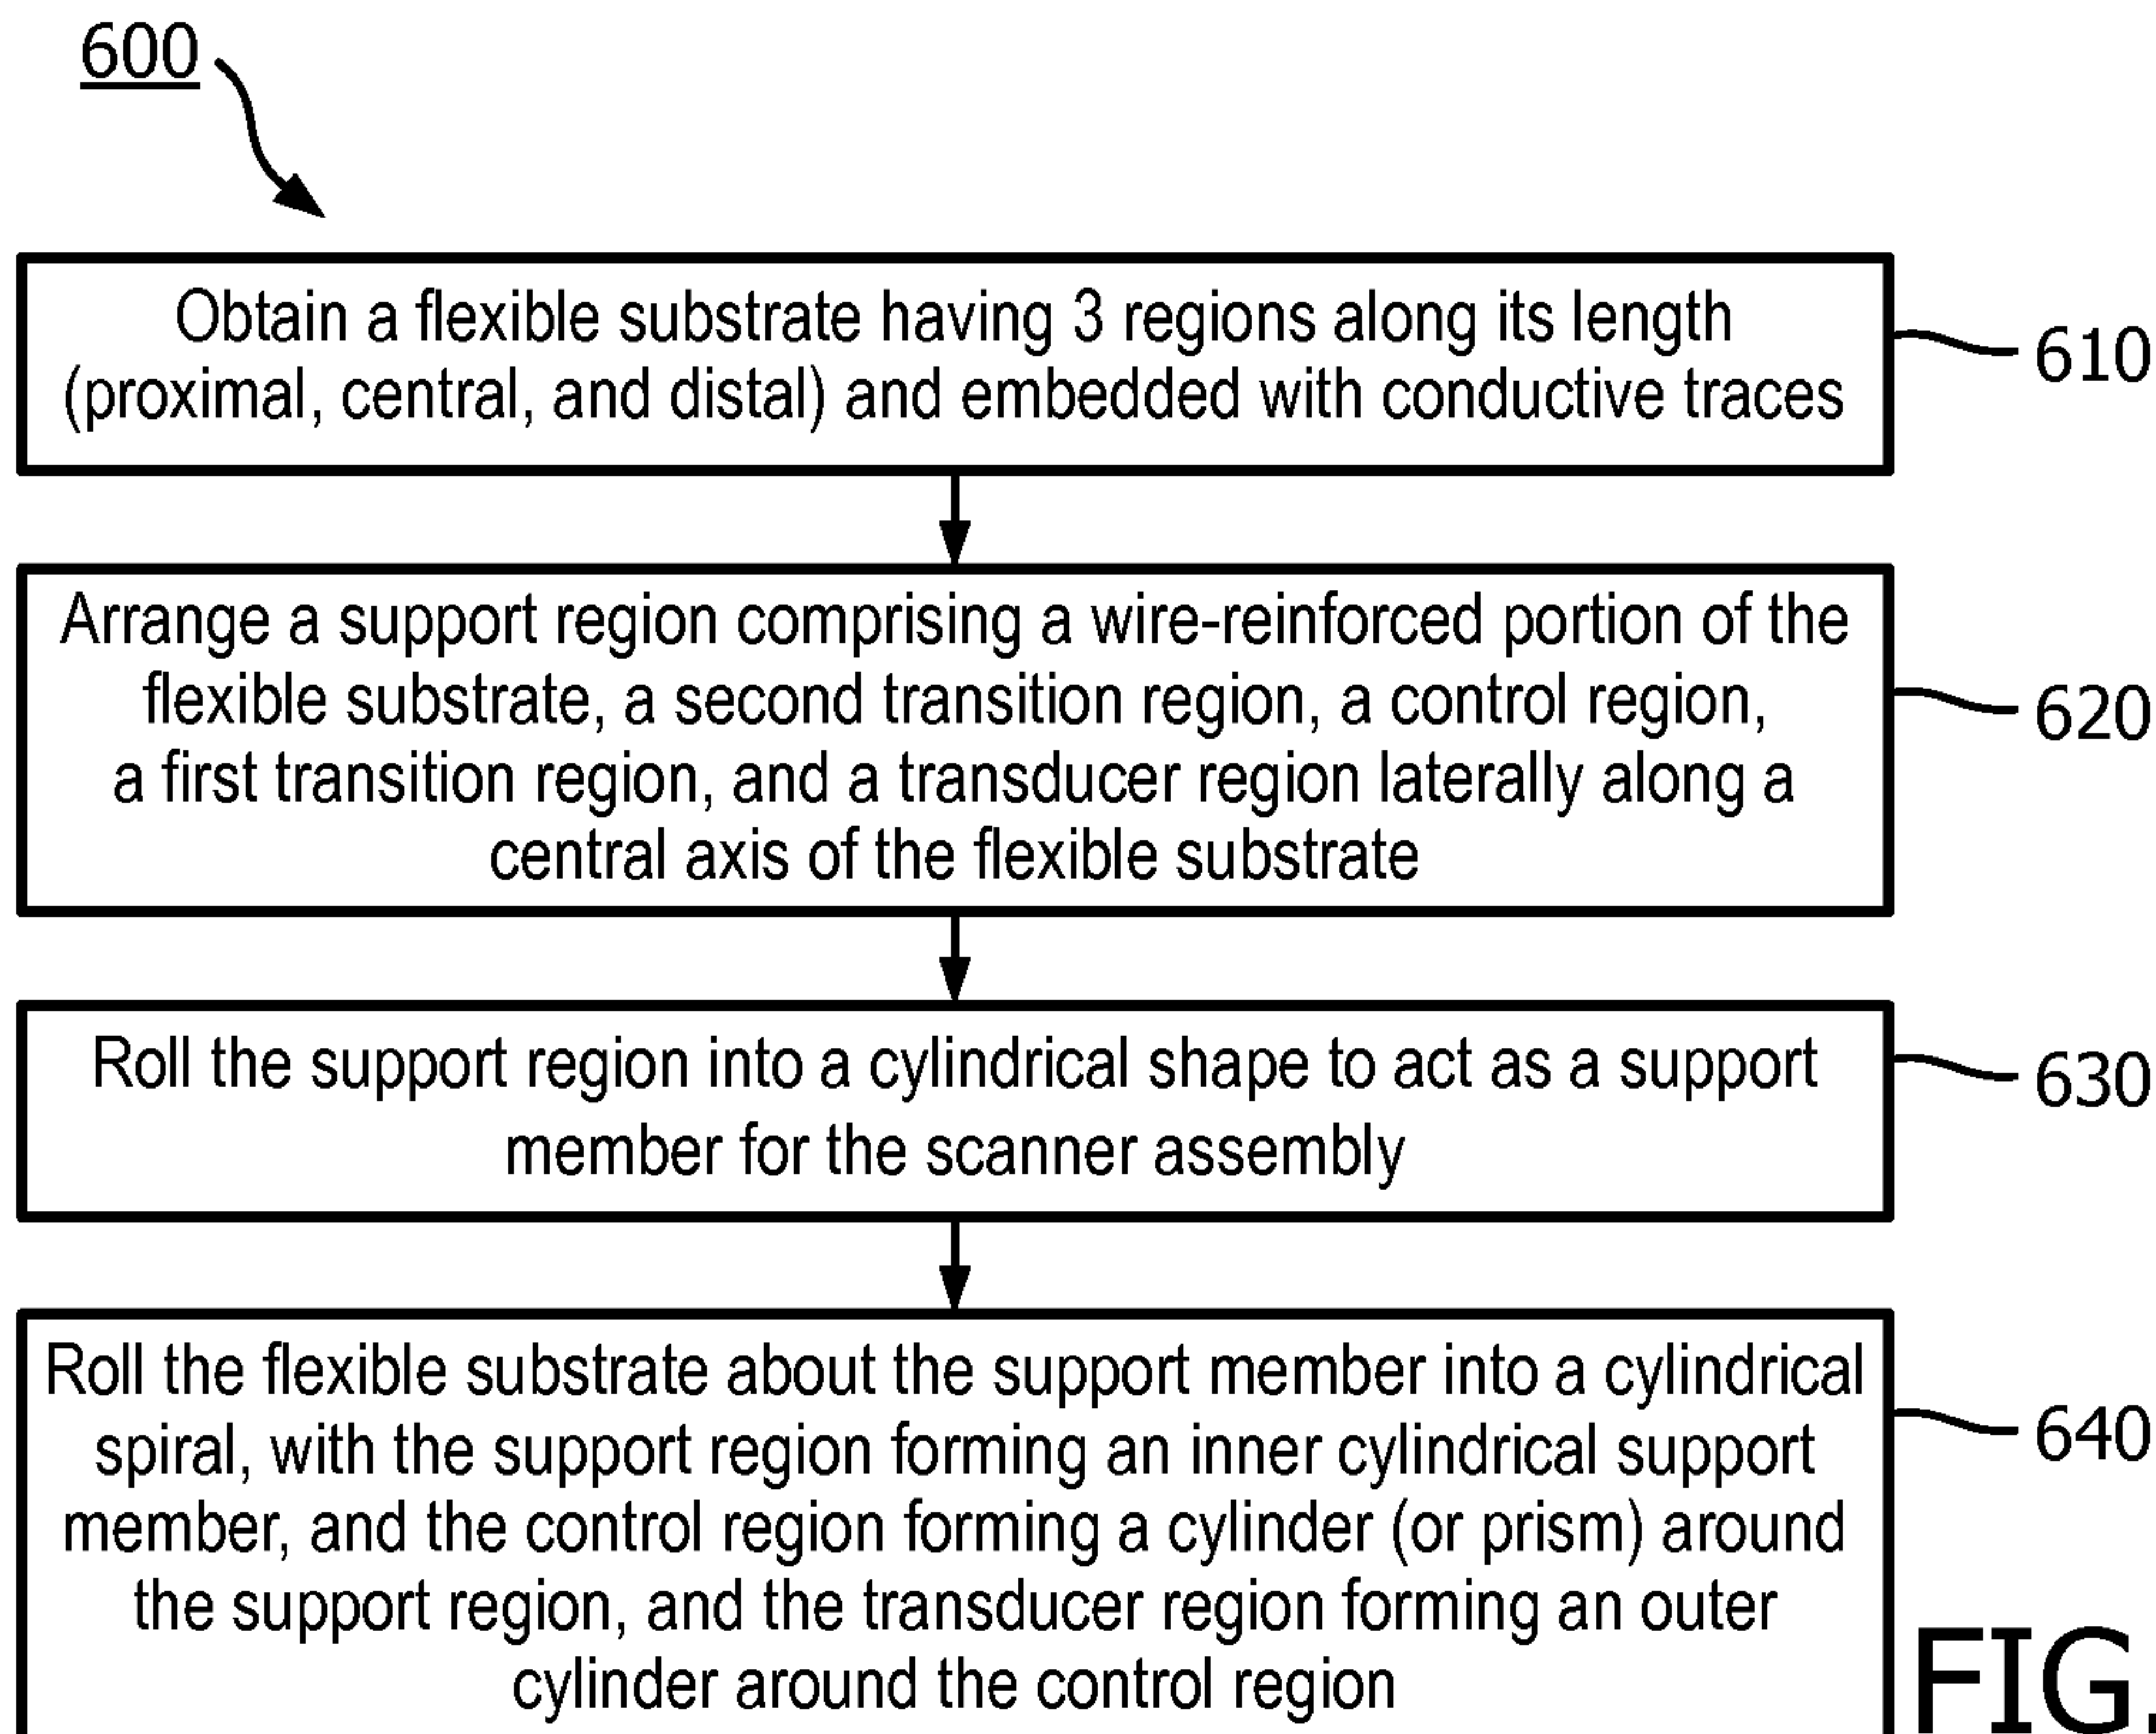 600
Obtain a flexible substrate having 3 regions along its length
(proximal, central, and distal) and embedded with conductive traces
610
Arrange a support region comprising a wire-reinforced portion of the
flexible substrate, a second transition region, a control region,
a first transition region, and a transducer region laterally along a
central axis of the flexible substrate
620
Roll the support region into a cylindrical shape to act as a support
member for the scanner assembly
630
Roll the flexible substrate about the support member into a cylindrical
spiral, with the support region forming an inner cylindrical support
member, and the control region forming a cylinder (or prism) around
the support region, and the transducer region forming an outer
cylinder around the control region
640
FIG.